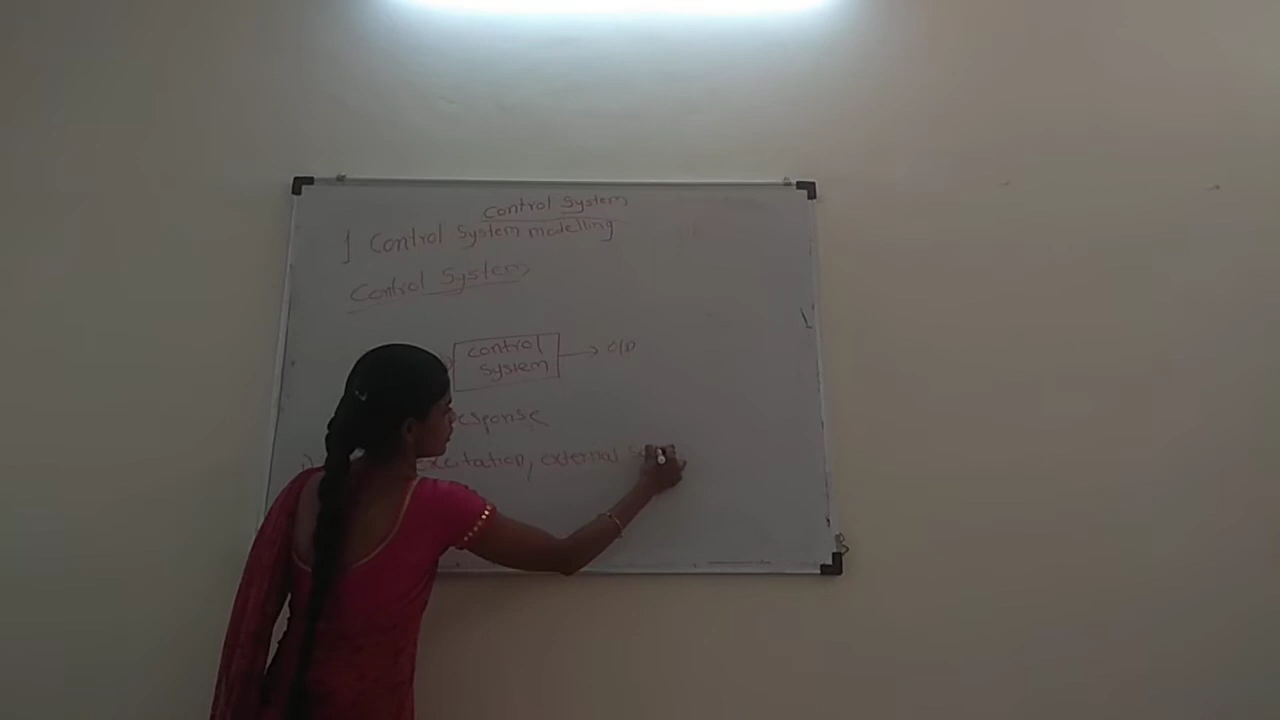 Control System
1 Control System modelling
Control System
control → O/P
system
esponse
excitation, external